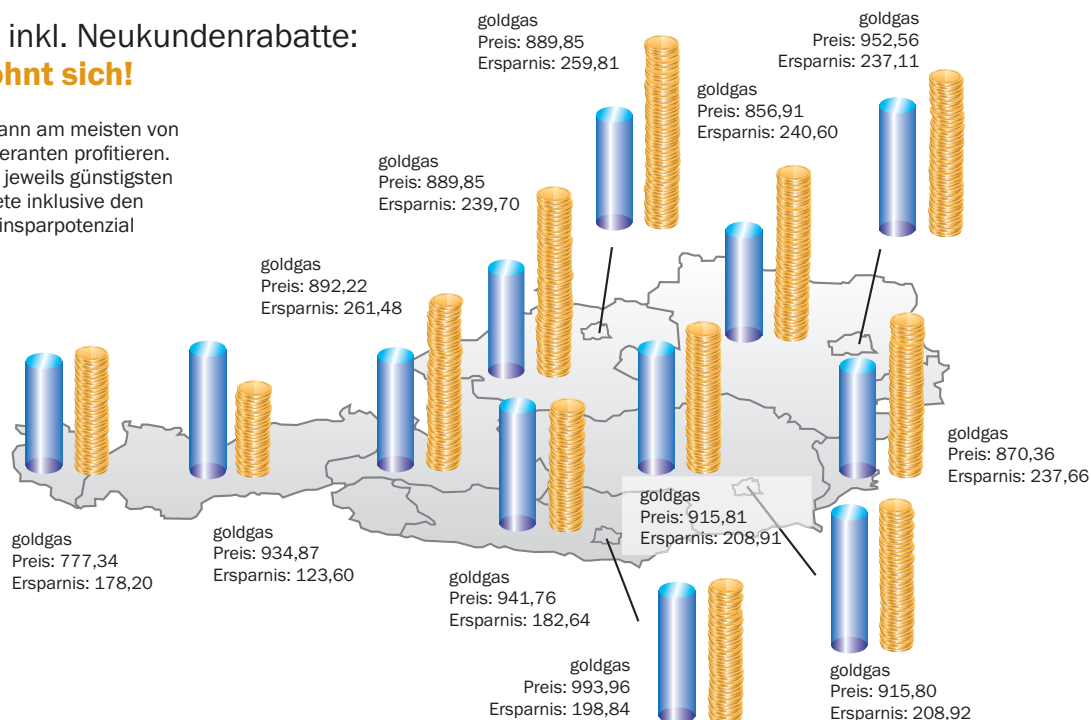 inkl. Neukundenrabatte:
ohnt sich!
ann am meisten von
eranten profitieren.
jeweils günstigsten
ete inklusive den
insparpotenzial
goldgas
Preis: 889,85
Ersparnis: 259,81
goldgas
Preis: 952,56
Ersparnis: 237,11
goldgas
Preis: 856,91
Ersparnis: 240,60
goldgas
Preis: 889,85
Ersparnis: 239,70
goldgas
Preis: 892,22
Ersparnis: 261,48
goldgas
Preis: 870,36
Ersparnis: 237,66
goldgas
Preis: 915,81
Ersparnis: 208,91
goldgas
Preis: 777,34
Ersparnis: 178,20
goldgas
Preis: 934,87
Ersparnis: 123,60
goldgas
Preis: 941,76
Ersparnis: 182,64
goldgas
Preis: 993,96
Ersparnis: 198,84
goldgas
Preis: 915,80
Ersparnis: 208,92